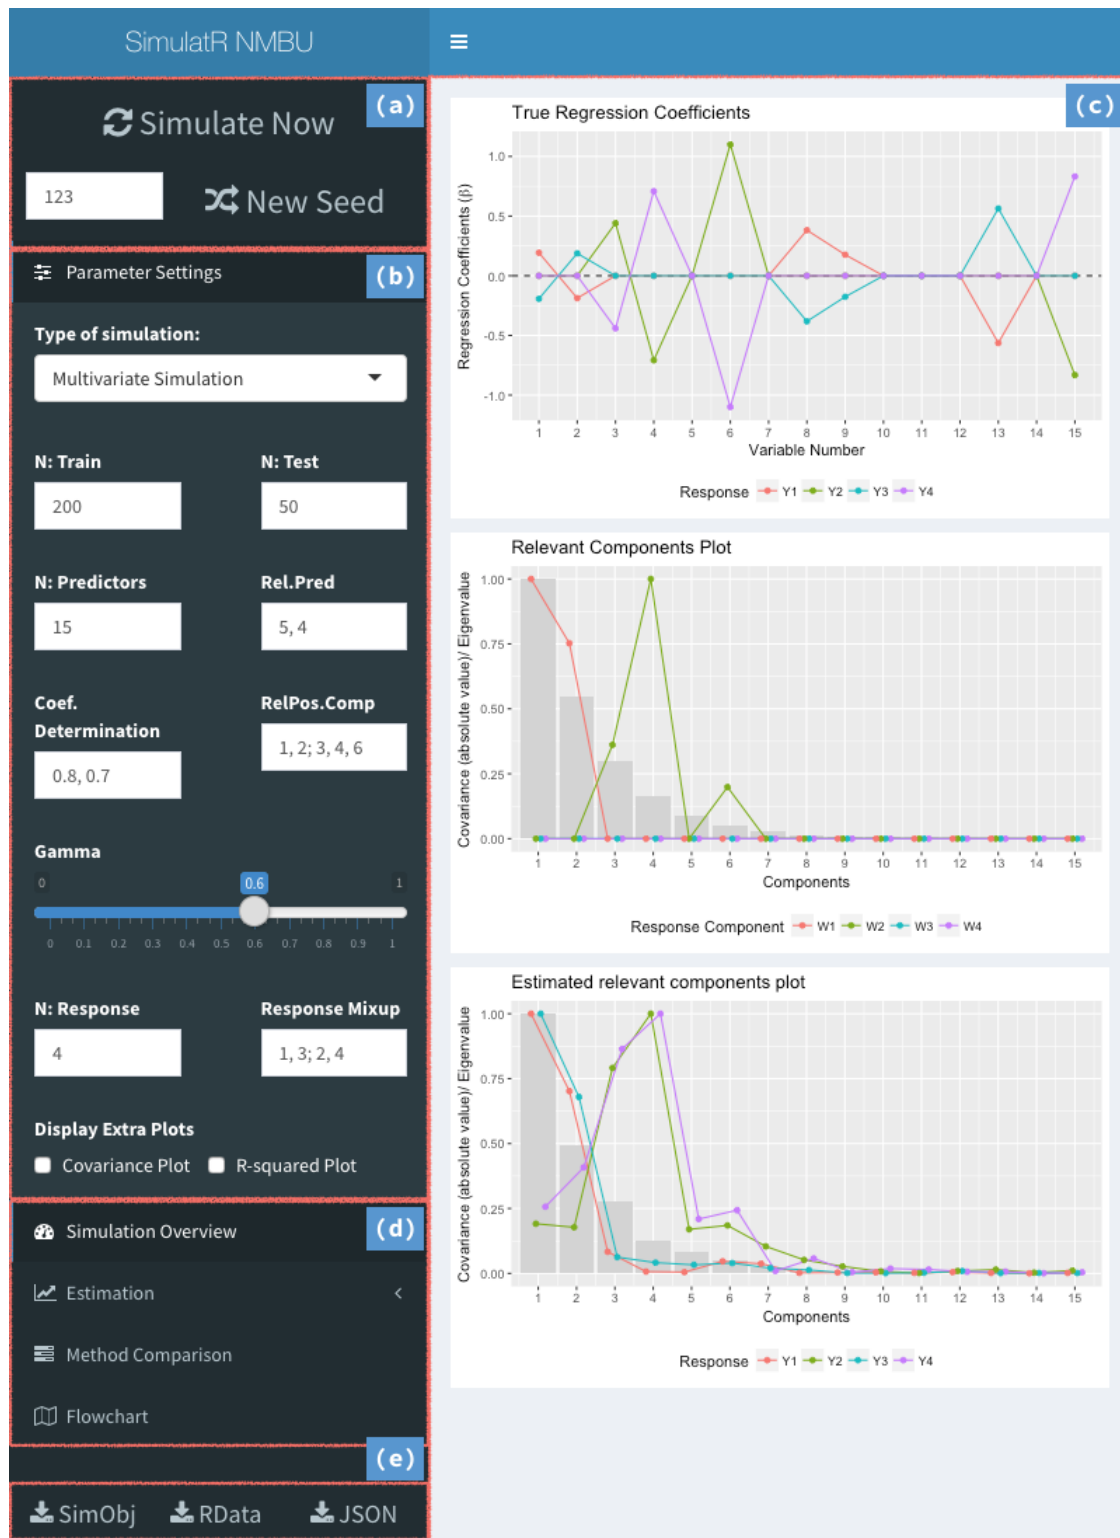 SimulatR NMBU
(a)
Simulate Now
123
New Seed
(b)
Parameter Settings
Type of simulation:
Multivariate Simulation
N: Train N: Test
200 50
N: Predictors Rel.Pred
15 5, 4
Coef. Determination RelPos.Comp
0.8, 0.7 1, 2; 3, 4, 6
Gamma
0 0.6 1
0 0.1 0.2 0.3 0.4 0.5 0.6 0.7 0.8 0.9 1
N: Response Response Mixup
4 1, 3; 2, 4
Display Extra Plots
Covariance Plot R-squared Plot
(d)
Simulation Overview
Estimation
Method Comparison
Flowchart
(e)
SimObj RData JSON
(c)
True Regression Coefficients
Regression Coefficients (β)
1.0
0.5
0.0
-0.5
-1.0
1 2 3 4 5 6 7 8 9 10 11 12 13 14 15
Variable Number
Response Y1 Y2 Y3 Y4
Relevant Components Plot
Covariance (absolute value)/ Eigenvalue
1.00
0.75
0.50
0.25
0.00
1 2 3 4 5 6 7 8 9 10 11 12 13 14 15
Components
Response Component W1 W2 W3 W4
Estimated relevant components plot
Covariance (absolute value)/ Eigenvalue
1.00
0.75
0.50
0.25
0.00
1 2 3 4 5 6 7 8 9 10 11 12 13 14 15
Components
Response Y1 Y2 Y3 Y4